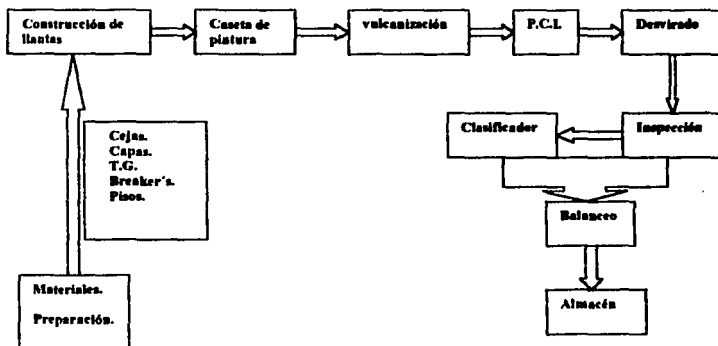 Construcción de
llantas
Caseta de
pintura
vulcanización
P.C.I.
Desvirado
Cejas.
Capas.
T.G.
Breaker's.
Pisos.
Clasificador
Inspección
Balanceo
Materiales.
Preparación.
Almacén